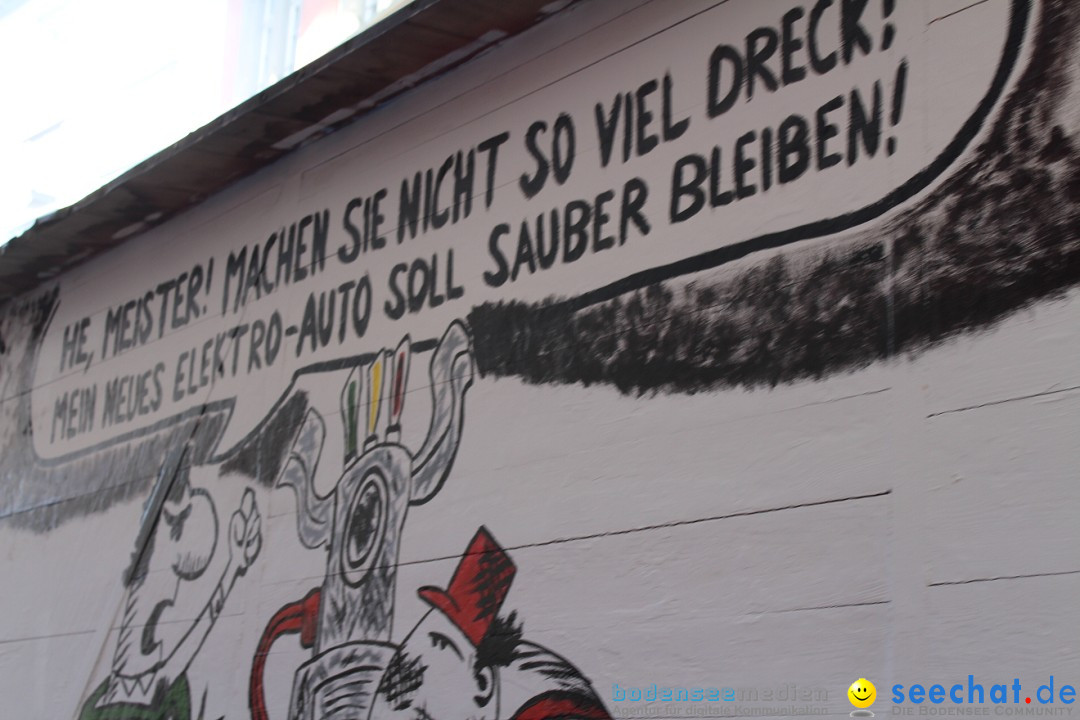 HE, MEISTER! MACHEN SIE NICHT SO VIEL DRECK!
MEIN NEUES ELEKTRO-AUTO SOLL SAUBER BLEIBEN!
bodenseemedien
Agentur für digitale Kommunikation
seechat.de
Die Bodensee Community